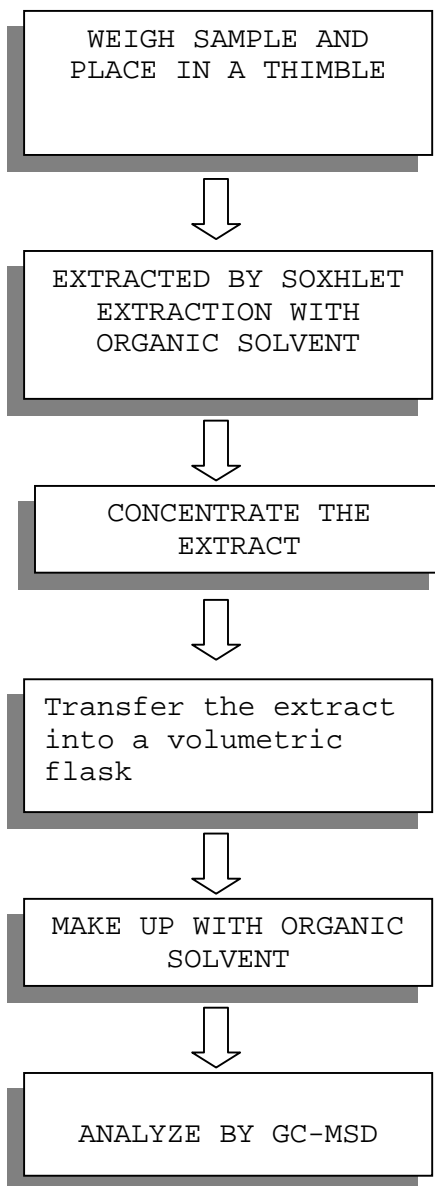 WEIGH SAMPLE AND
PLACE IN A THIMBLE
EXTRACTED BY SOXHLET
EXTRACTION WITH
ORGANIC SOLVENT
CONCENTRATE THE
EXTRACT
Transfer the extract
into a volumetric
flask
MAKE UP WITH ORGANIC
SOLVENT
ANALYZE BY GC-MSD